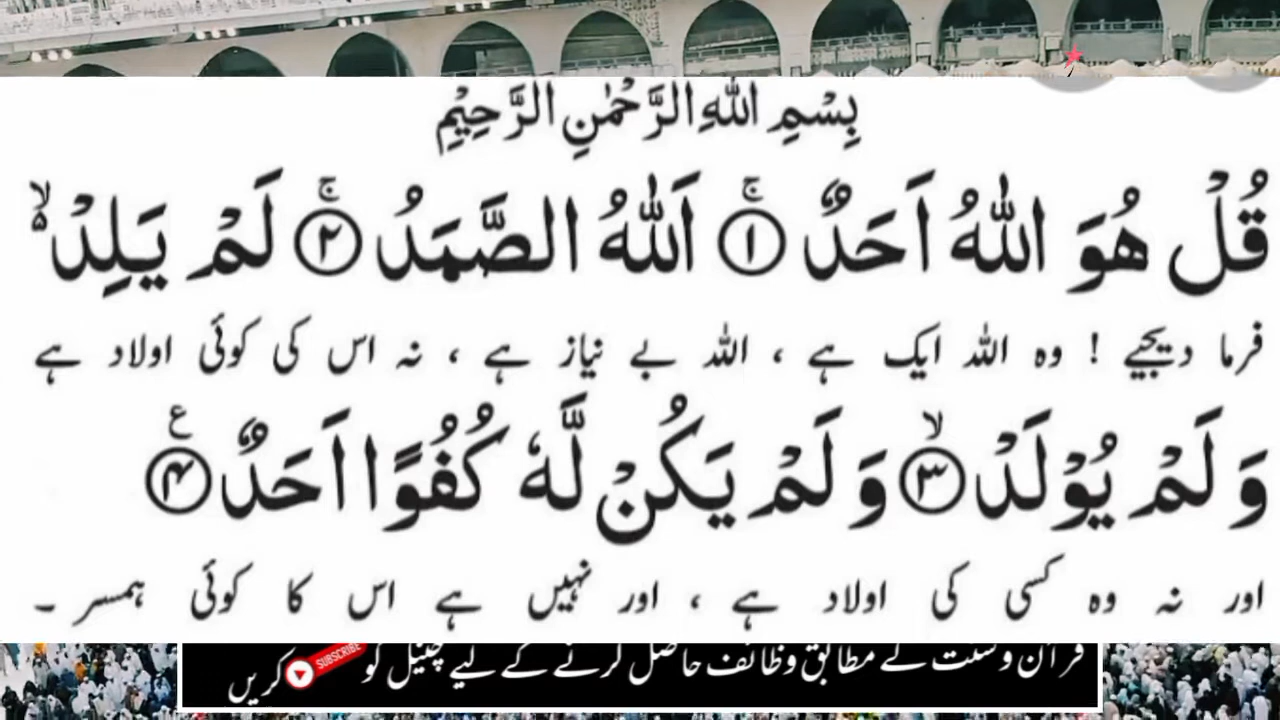 بِسْمِ اللّٰهِ الرَّحْمٰنِ الرَّحِيْمِ
قُلْ هُوَ اللّٰهُ اَحَدٌ ۚ﴿۱﴾ اَللّٰهُ الصَّمَدُ ۚ﴿۲﴾ لَمْ يَلِدْ ۙ۬
فرما دیجیے ! وہ اللہ ایک ہے ، اللہ بے نیاز ہے ، نہ اس کی کوئی اولاد ہے
وَ لَمْ يُوْلَدْ ۙ﴿۳﴾ وَ لَمْ يَكُنْ لَّهٗ كُفُوًا اَحَدٌ ﴿۴﴾ ع
اور نہ وہ کسی کی اولاد ہے ، اور نہیں ہے اس کا کوئی ہمسر ۔
قرآن و سنت کے مطابق وظائف حاصل کرنے کے لیے چینل کو SUBSCRIBE کریں